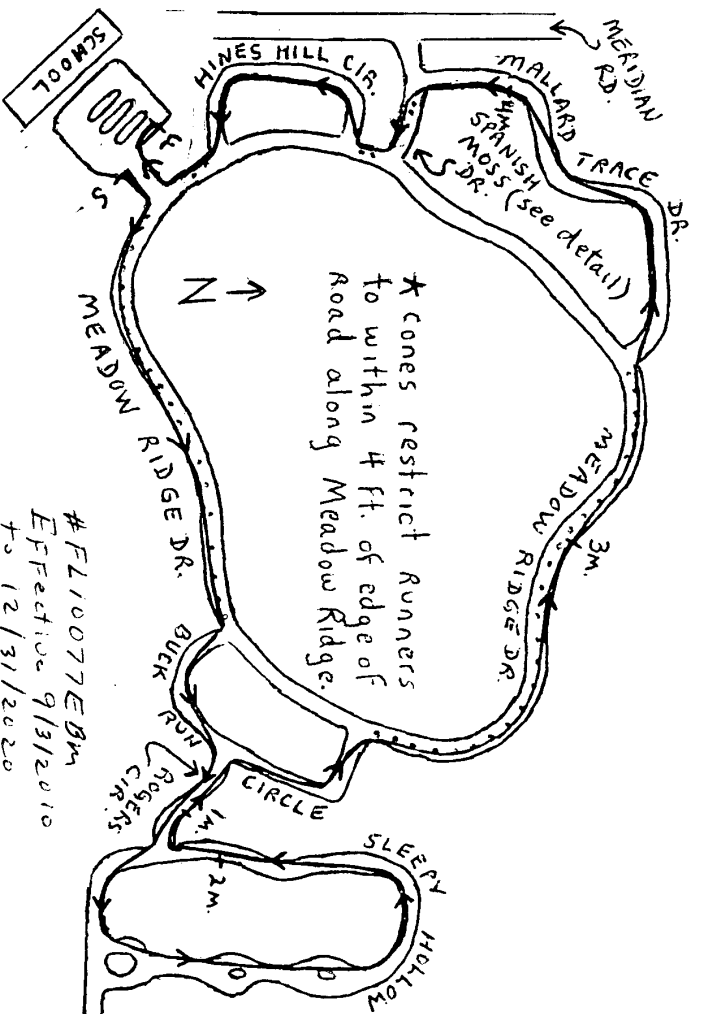 SCHOOL
HINES HILL CIR.
MERIDIAN
RD.
MALLARD TRACE DR.
4m
SPANISH
MOSS
DR. (see detail)
F
S
N
* cones restrict runners
to within 4 ft. of edge of
Road along Meadow Ridge.
MEADOW RIDGE DR.
MEADOW RIDGE DR.
3m.
BUCK RUN CIRCLE
ROGERS
CIR.
1m.
2m.
SLEEPY HOLLOW
#FL10077EBM
Effective 9/3/2010
to 12/31/2020